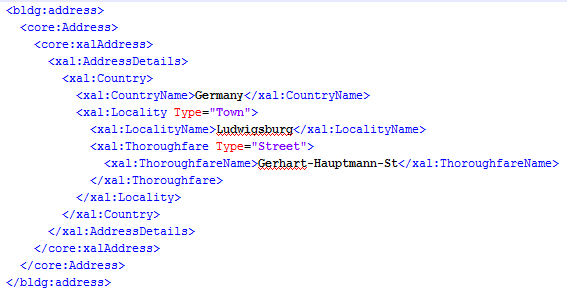 <bldg:address>
<core:Address>
<core:xalAddress>
<xal:AddressDetails>
<xal:Country>
<xal:CountryName>Germany</xal:CountryName>
<xal:Locality Type="Town">
<xal:LocalityName>Ludwigsburg</xal:LocalityName>
<xal:Thoroughfare Type="Street">
<xal:ThoroughfareName>Gerhart-Hauptmann-St</xal:ThoroughfareName>
</xal:Thoroughfare>
</xal:Locality>
</xal:Country>
</xal:AddressDetails>
</core:xalAddress>
</core:Address>
</bldg:address>